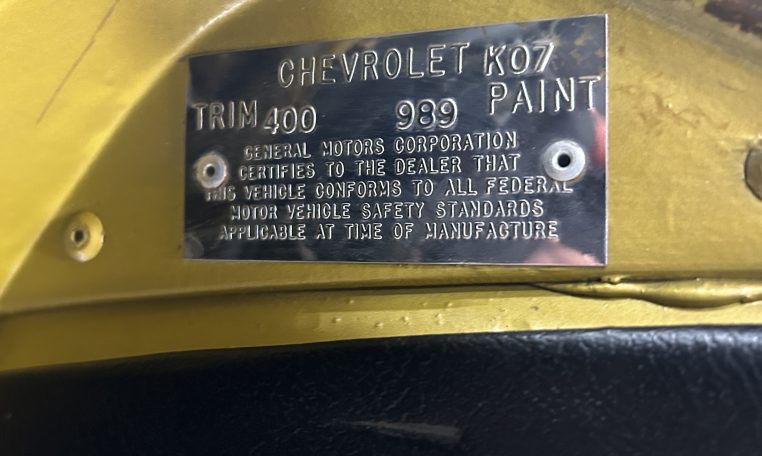 CHEVROLET K07
TRIM 400 989 PAINT
GENERAL MOTORS CORPORATION
CERTIFIES TO THE DEALER THAT
THIS VEHICLE CONFORMS TO ALL FEDERAL
MOTOR VEHICLE SAFETY STANDARDS
APPLICABLE AT TIME OF MANUFACTURE